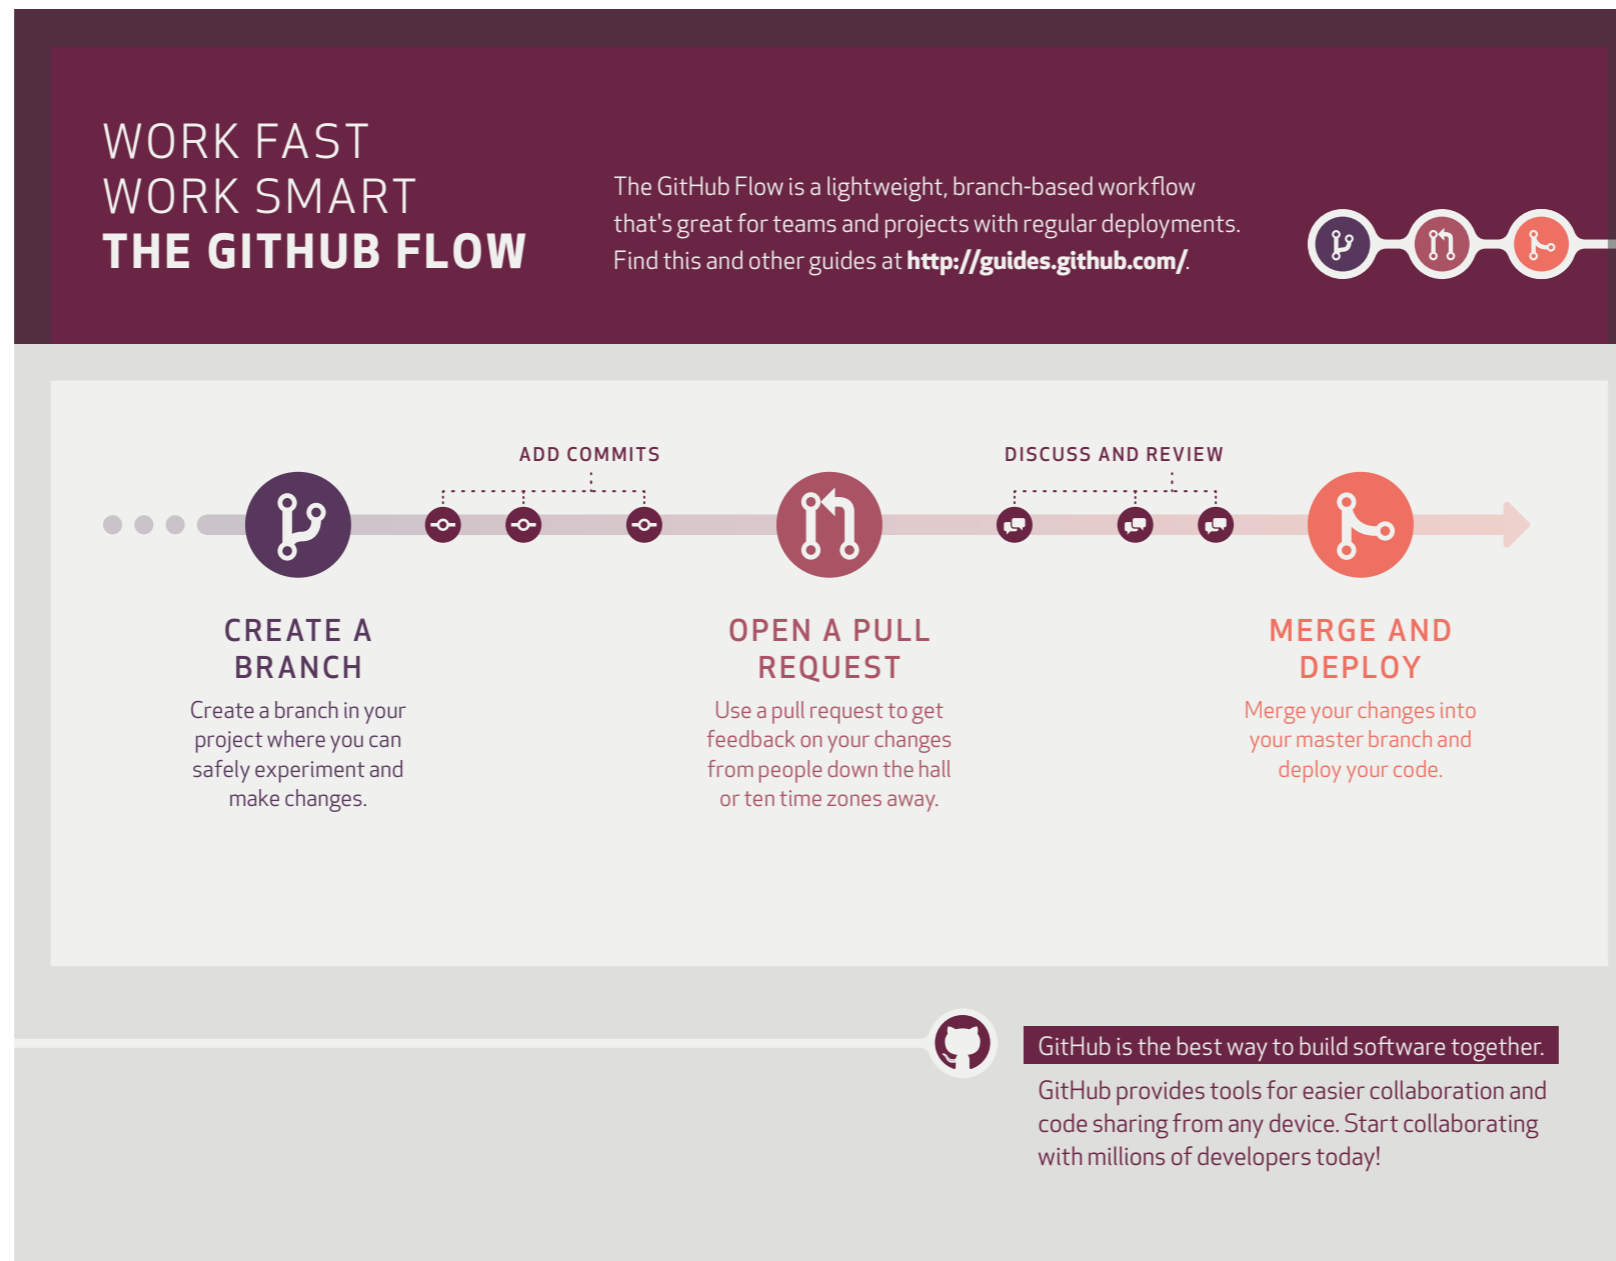 WORK FAST
WORK SMART
THE GITHUB FLOW
The GitHub Flow is a lightweight, branch-based workflow
that's great for teams and projects with regular deployments.
Find this and other guides at http://guides.github.com/.
ADD COMMITS
DISCUSS AND REVIEW
CREATE A
BRANCH
Create a branch in your
project where you can
safely experiment and
make changes.
OPEN A PULL
REQUEST
Use a pull request to get
feedback on your changes
from people down the hall
or ten time zones away.
MERGE AND
DEPLOY
Merge your changes into
your master branch and
deploy your code.
GitHub is the best way to build software together.
GitHub provides tools for easier collaboration and
code sharing from any device. Start collaborating
with millions of developers today!